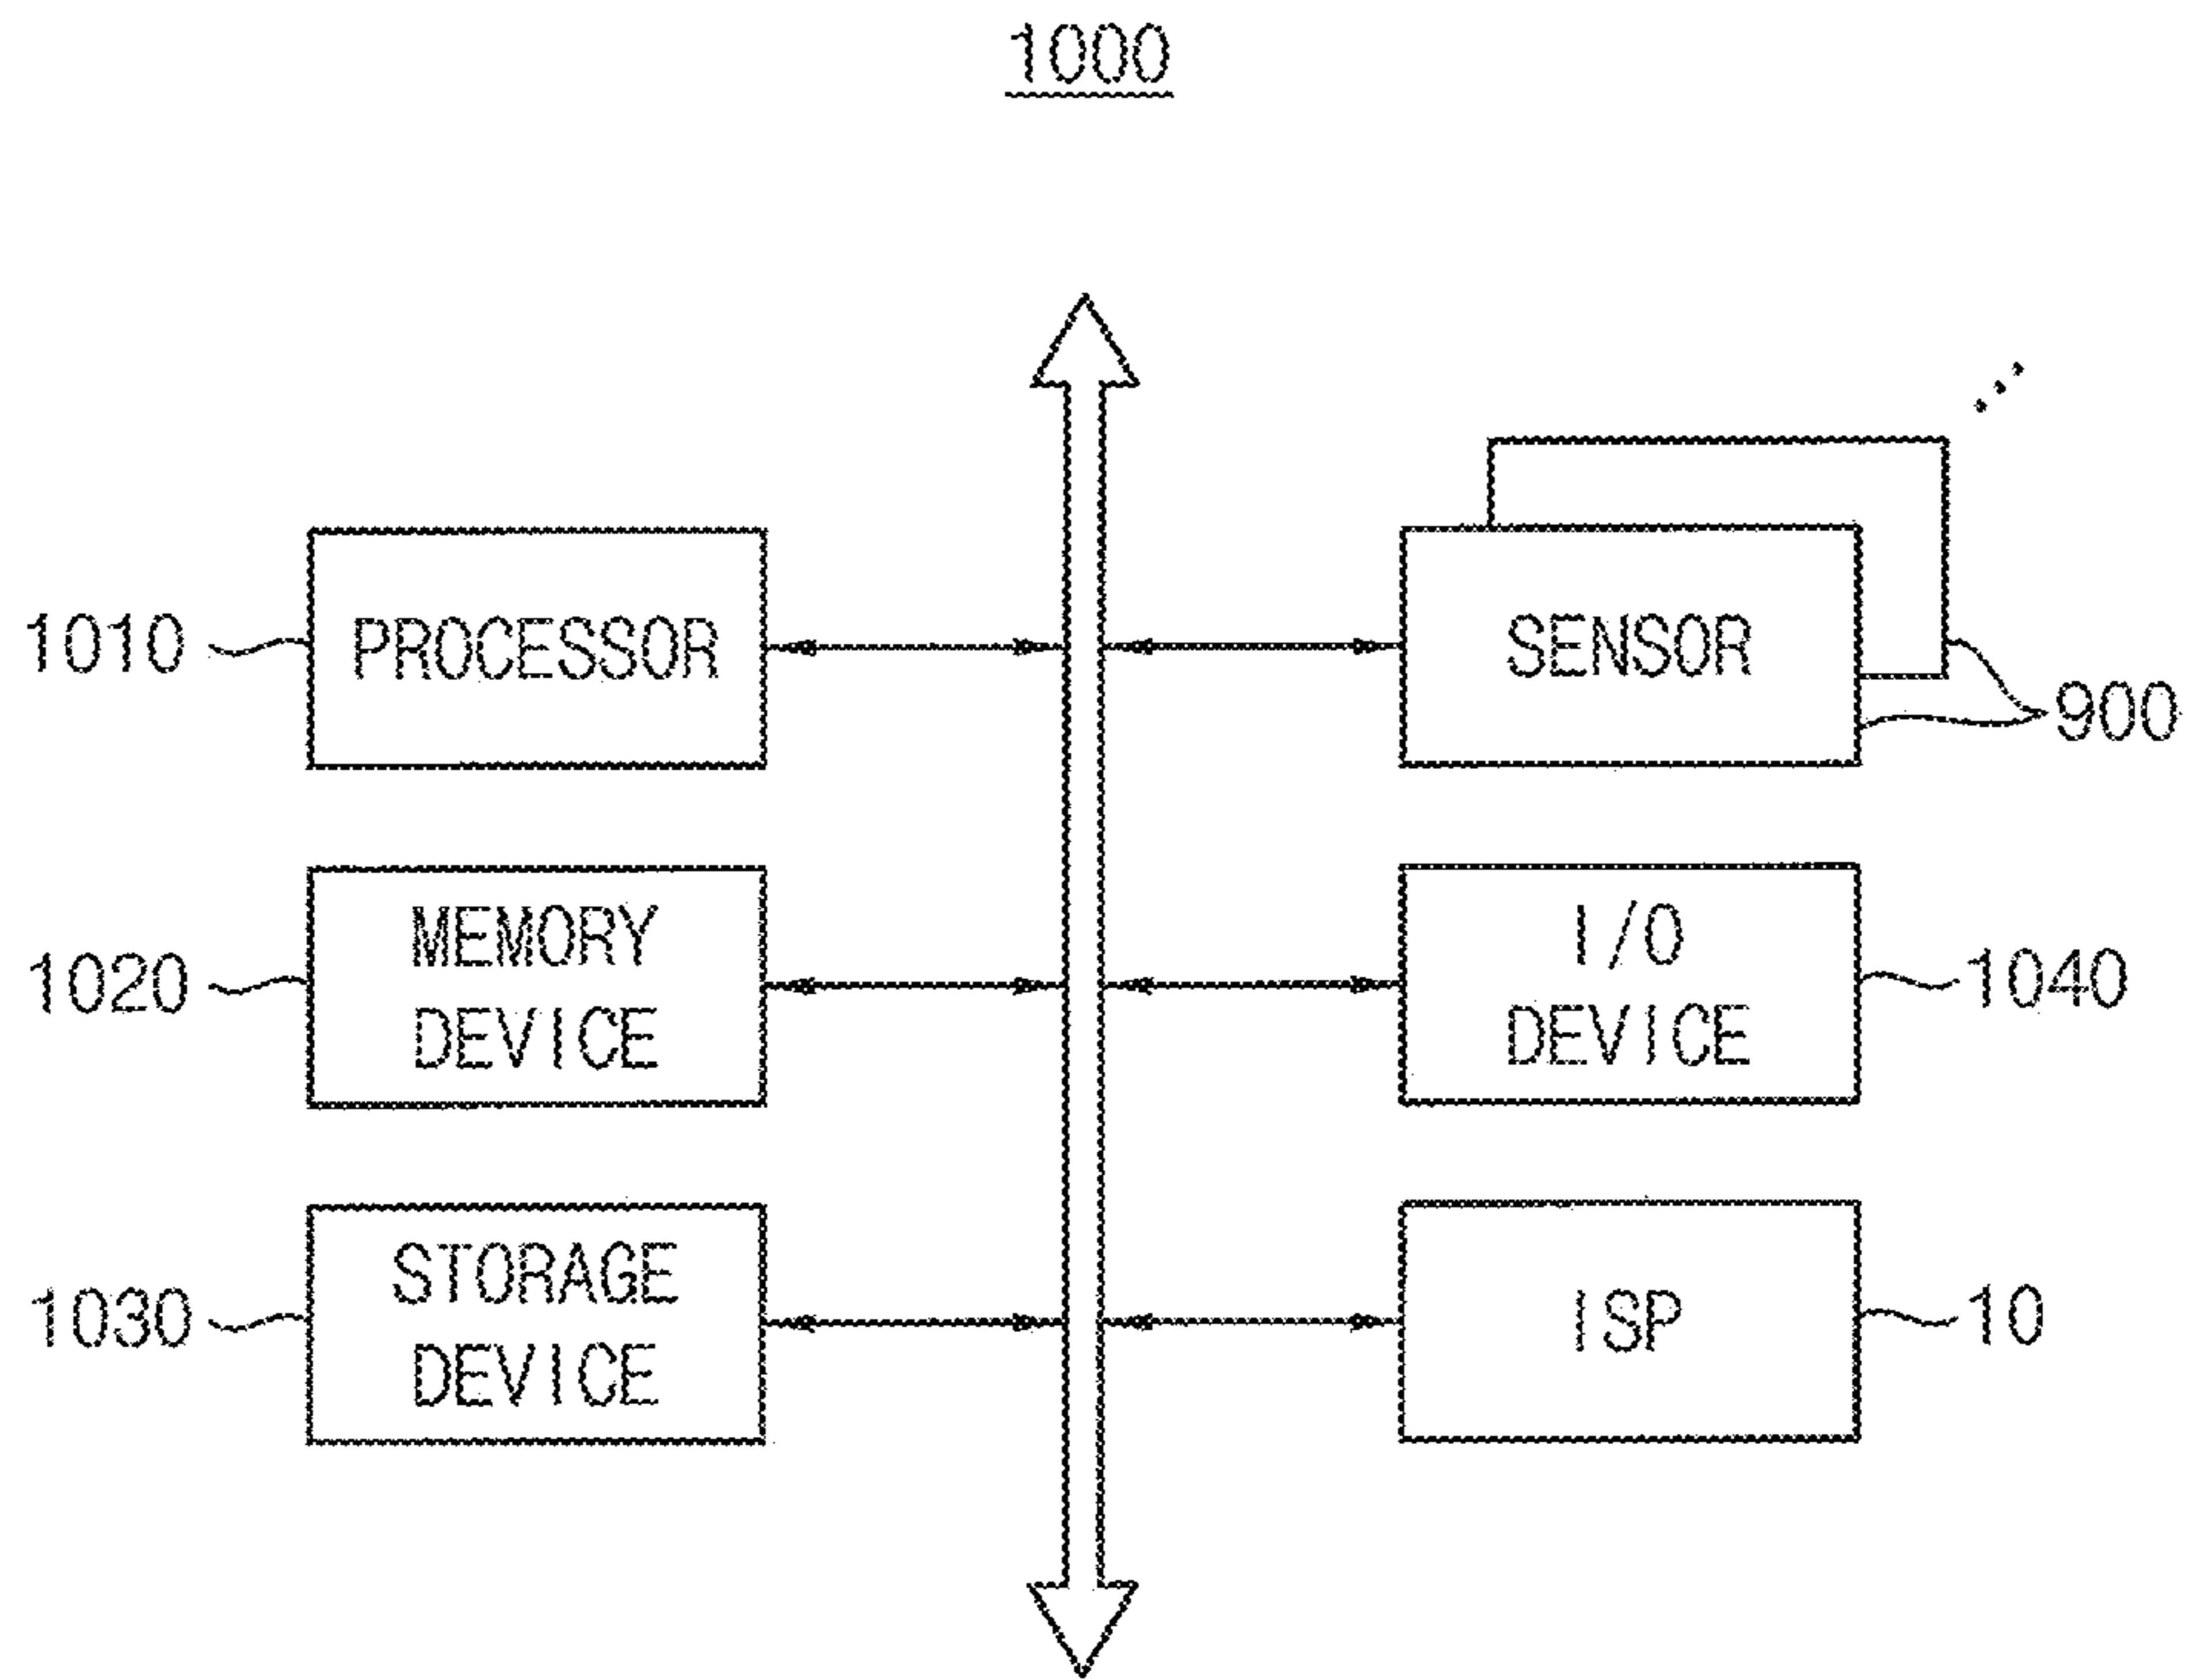 1000
1010
PROCESSOR
SENSOR
900
1020
MEMORY
DEVICE
I/O
DEVICE
1040
1030
STORAGE
DEVICE
ISP
10